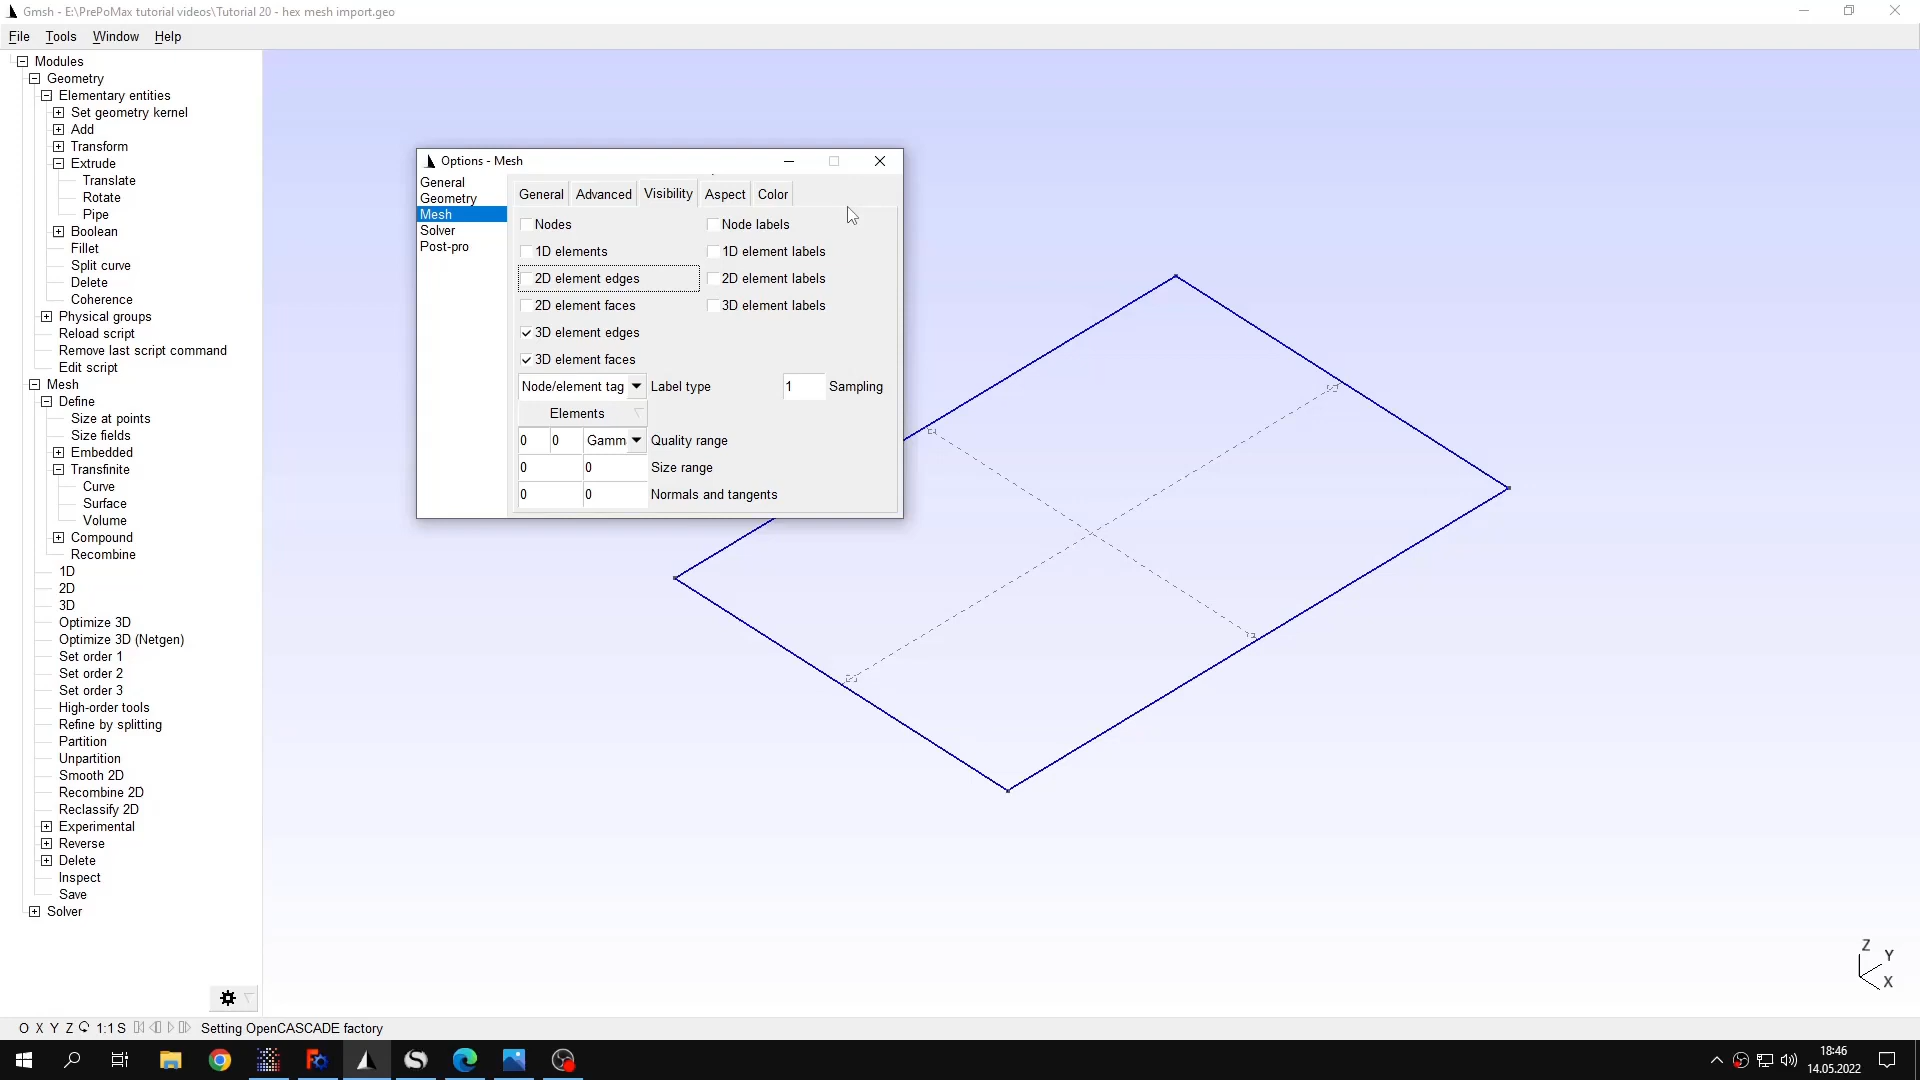 Gmsh - E:\PrePoMax tutorial videos\Tutorial 20 - hex mesh import.geo
File Tools Window Help
Modules
Geometry
Elementary entities
Set geometry kernel
Add
Transform
Extrude
Translate
Rotate
Pipe
Boolean
Fillet
Split curve
Delete
Coherence
Physical groups
Reload script
Remove last script command
Edit script
Mesh
Define
Size at points
Size fields
Embedded
Transfinite
Curve
Surface
Volume
Compound
Recombine
1D
2D
3D
Optimize 3D
Optimize 3D (Netgen)
Set order 1
Set order 2
Set order 3
High-order tools
Refine by splitting
Partition
Unpartition
Smooth 2D
Recombine 2D
Reclassify 2D
Experimental
Reverse
Delete
Inspect
Save
Solver
Options - Mesh
General
Geometry
Mesh
Solver
Post-pro
General Advanced Visibility Aspect Color
Nodes Node labels
1D elements 1D element labels
2D element edges 2D element labels
2D element faces 3D element labels
3D element edges
3D element faces
Node/element tag Label type 1 Sampling
Elements
0 0 Gamm Quality range
0 0 Size range
0 0 Normals and tangents
Z
Y
X
O X Y Z 1:1 S Setting OpenCASCADE factory
18:46
14.05.2022